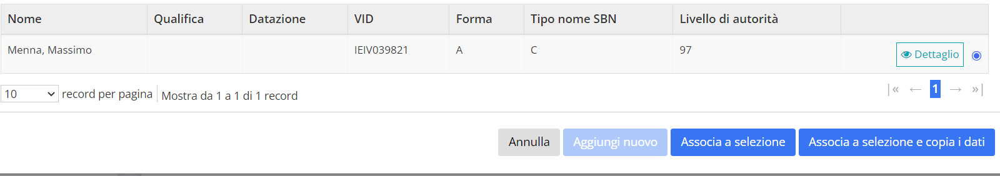 Nome Qualifica Datazione VID Forma Tipo nome SBN Livello di autorità
Menna, Massimo IEIV039821 A C 97 Dettaglio
10 record per pagina Mostra da 1 a 1 di 1 record |« ← 1 → »|
Annulla Aggiungi nuovo Associa a selezione Associa a selezione e copia i dati